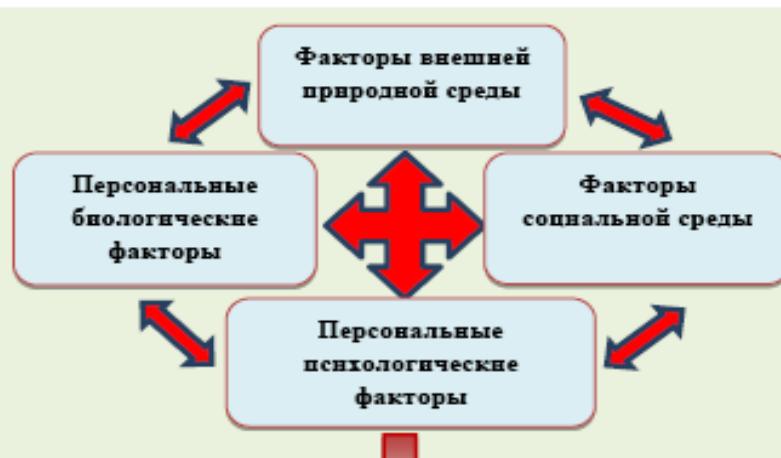 Факторы внешней
природной среды
Персональные
биологические
факторы
Факторы
социальной среды
Персональные
психологические
факторы